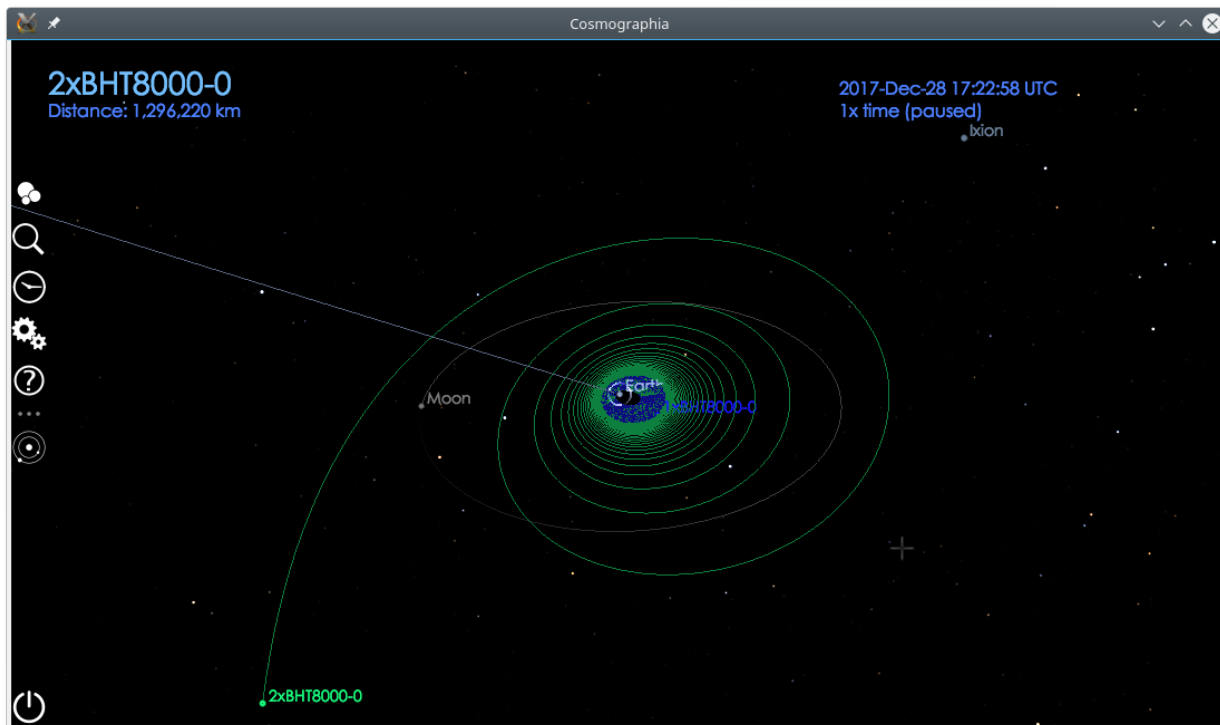 Cosmographia
2xBHT8000-0
Distance: 1,296,220 km
2017-Dec-28 17:22:58 UTC
1x time (paused)
Ixion
Earth
Moon
1xBHT8000-0
2xBHT8000-0